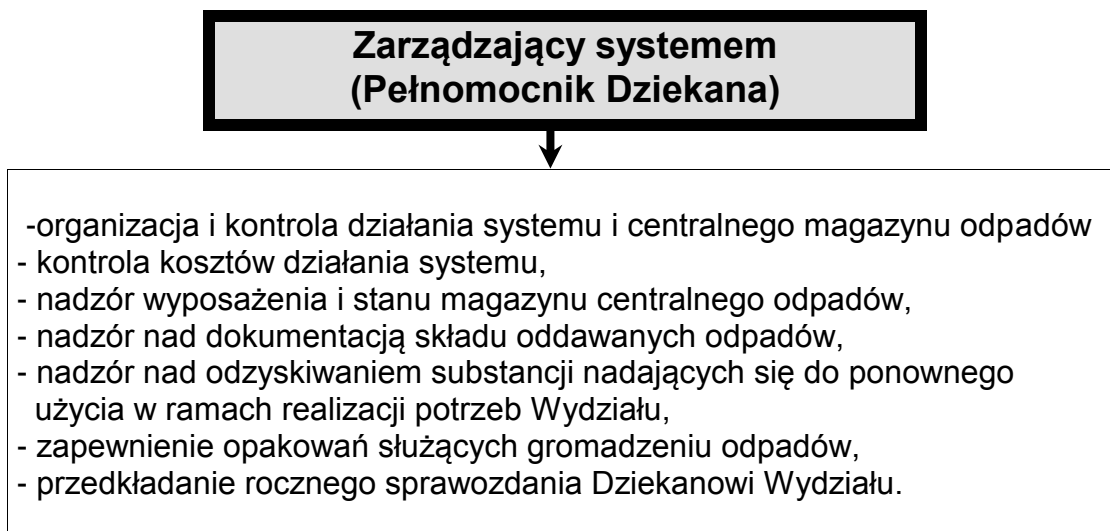 Zarządzający systemem
(Pełnomocnik Dziekana)
-organizacja i kontrola działania systemu i centralnego magazynu odpadów
- kontrola kosztów działania systemu,
- nadzór wyposażenia i stanu magazynu centralnego odpadów,
- nadzór nad dokumentacją składu oddawanych odpadów,
- nadzór nad odzyskiwaniem substancji nadających się do ponownego
użycia w ramach realizacji potrzeb Wydziału,
- zapewnienie opakowań służących gromadzeniu odpadów,
- przedkładanie rocznego sprawozdania Dziekanowi Wydziału.